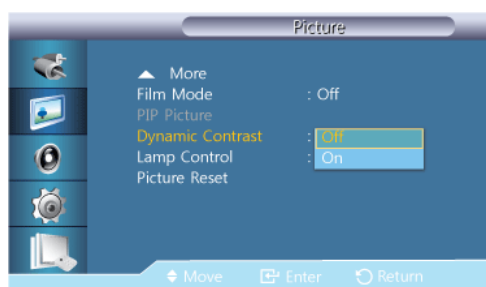 Picture
▲ More
Film Mode : Off
PIP Picture
Dynamic Contrast : Off
Lamp Control : On
Picture Reset
Move Enter Return